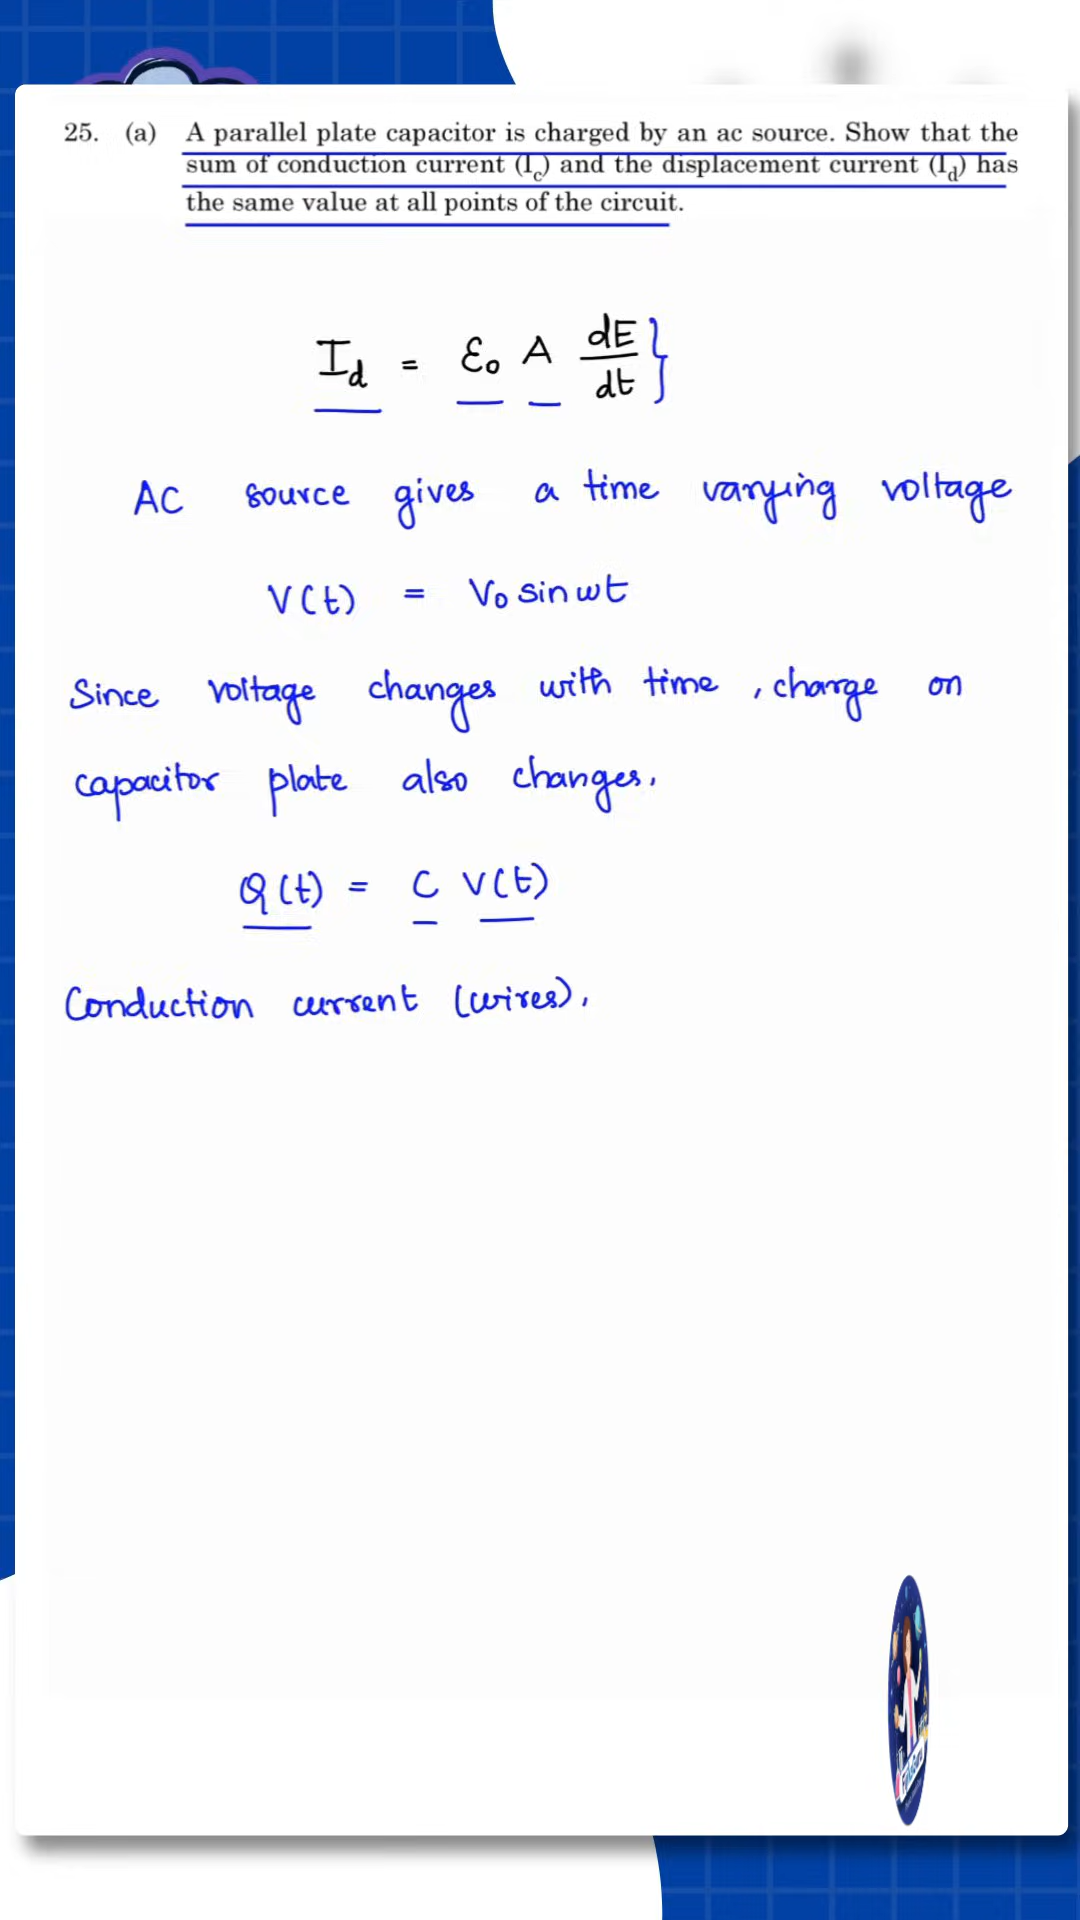 25. (a) A parallel plate capacitor is charged by an ac source. Show that the
sum of conduction current (I_c) and the displacement current (I_d) has
the same value at all points of the circuit.
I_d = ε₀ A dE/dt }
AC source gives a time varying voltage
V(t) = V₀ sin ωt
Since voltage changes with time, charge on
capacitor plate also changes.
Q(t) = C V(t)
Conduction current (wires),